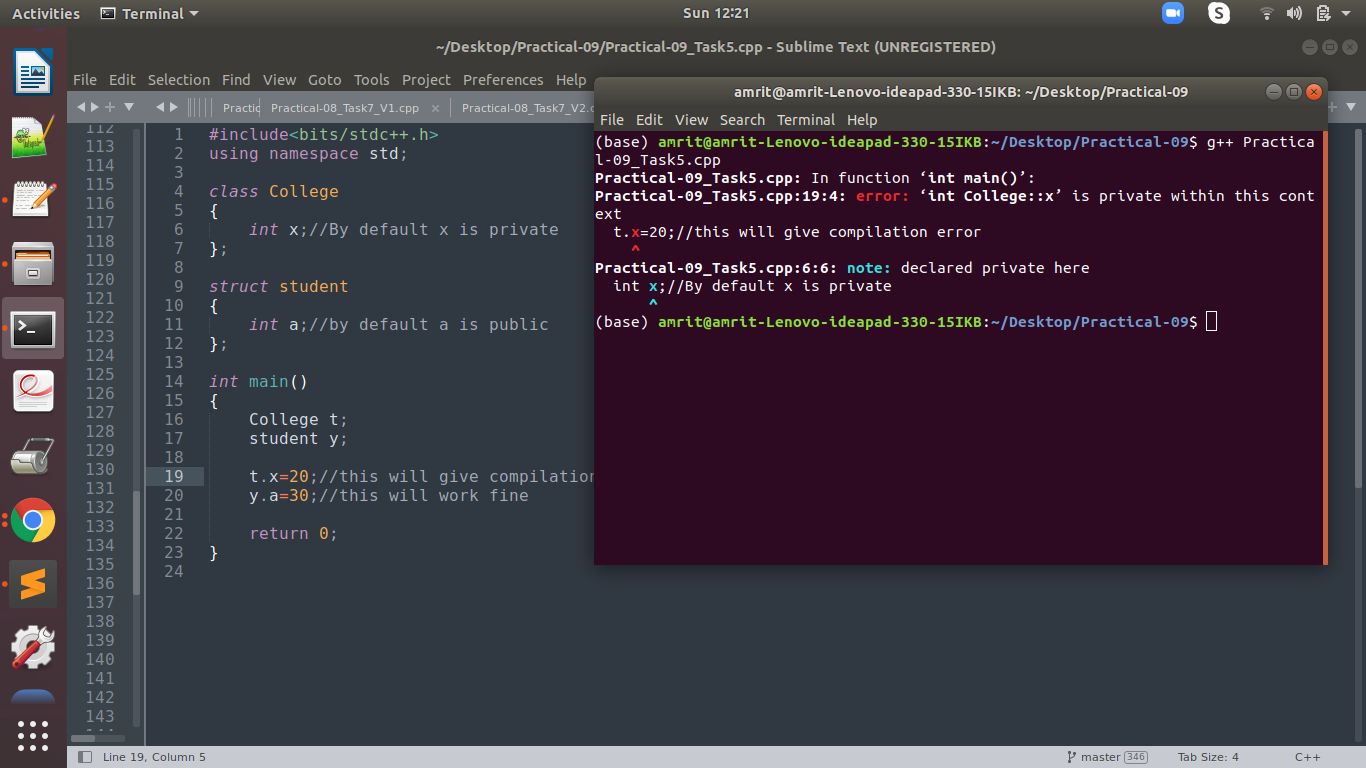 Activities Terminal Sun 12:21
~/Desktop/Practical-09/Practical-09_Task5.cpp - Sublime Text (UNREGISTERED)
File Edit Selection Find View Goto Tools Project Preferences Help
Practic Practical-08_Task7_V1.cpp × Practical-08_Task7_V2.c
112
113
114
115
116
117
118
119
120
121
122
123
124
125
126
127
128
129
130
131
132
133
134
135
136
137
138
139
140
141
142
143
1 #include<bits/stdc++.h>
2 using namespace std;
3
4 class College
5 {
6 int x;//By default x is private
7 };
8
9 struct student
10 {
11 int a;//by default a is public
12 };
13
14 int main()
15 {
16 College t;
17 student y;
18
19 t.x=20;//this will give compilation
20 y.a=30;//this will work fine
21
22 return 0;
23 }
24
amrit@amrit-Lenovo-ideapad-330-15IKB: ~/Desktop/Practical-09
File Edit View Search Terminal Help
(base) amrit@amrit-Lenovo-ideapad-330-15IKB:~/Desktop/Practical-09$ g++ Practica
l-09_Task5.cpp
Practical-09_Task5.cpp: In function ‘int main()’:
Practical-09_Task5.cpp:19:4: error: ‘int College::x’ is private within this cont
ext
t.x=20;//this will give compilation error
^
Practical-09_Task5.cpp:6:6: note: declared private here
int x;//By default x is private
^
(base) amrit@amrit-Lenovo-ideapad-330-15IKB:~/Desktop/Practical-09$
Line 19, Column 5 master 346 Tab Size: 4 C++